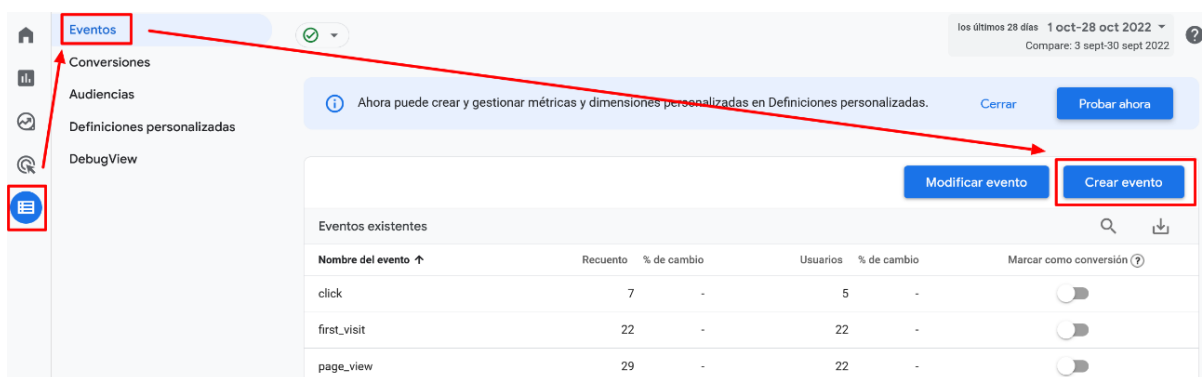 Eventos
Conversiones
Audiencias
Definiciones personalizadas
DebugView
los últimos 28 días 1 oct-28 oct 2022
Compare: 3 sept-30 sept 2022
Ahora puede crear y gestionar métricas y dimensiones personalizadas en Definiciones personalizadas. Cerrar Probar ahora
Modificar evento Crear evento
Eventos existentes
Nombre del evento Recuento % de cambio Usuarios % de cambio Marcar como conversión
click 7 - 5 -
first_visit 22 - 22 -
page_view 29 - 22 -